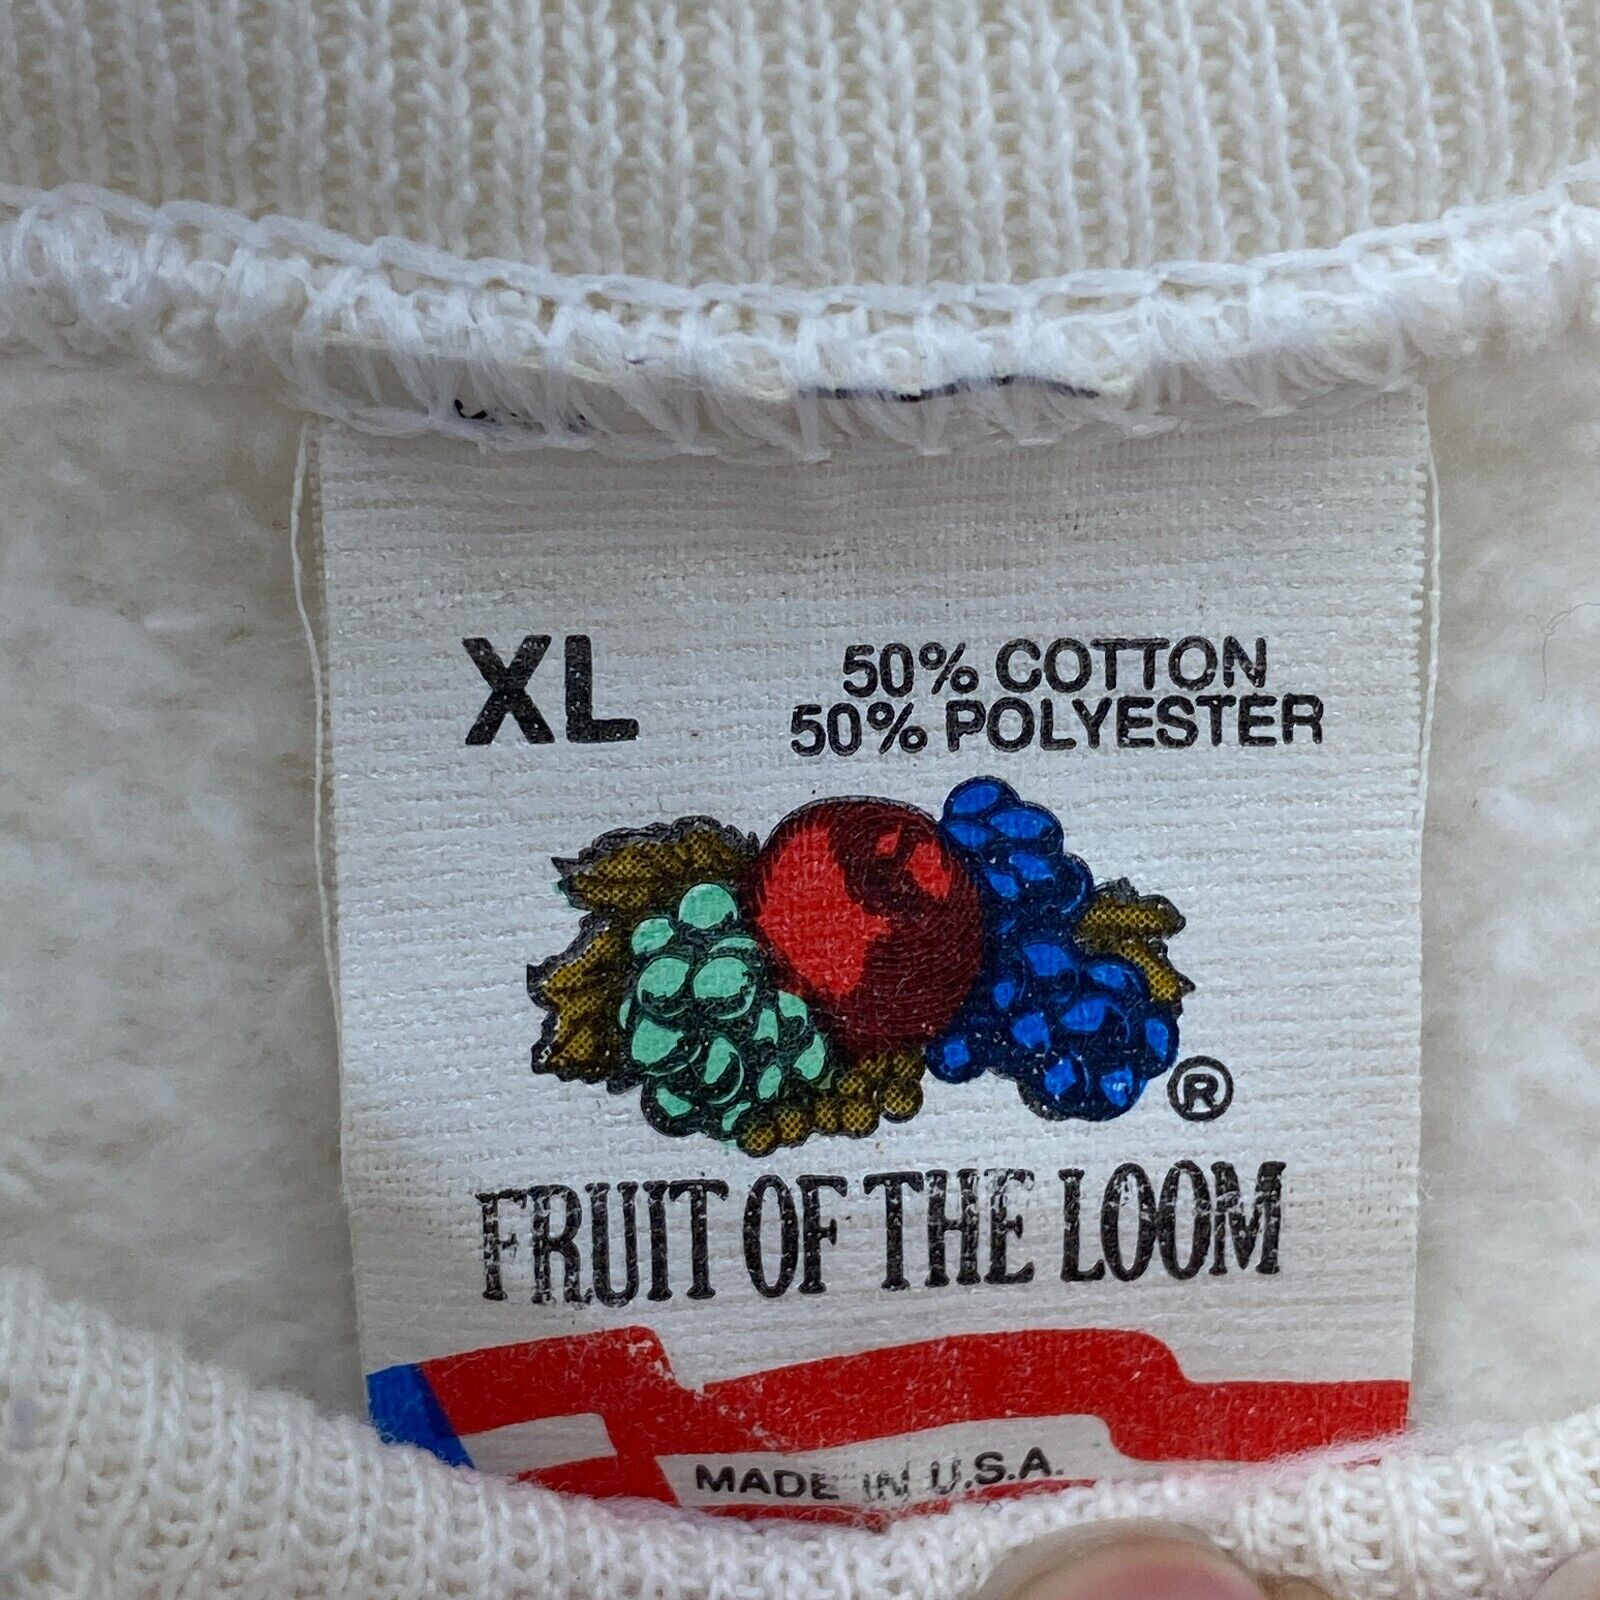 XL
50% COTTON
50% POLYESTER
®
FRUIT OF THE LOOM
MADE IN U.S.A.